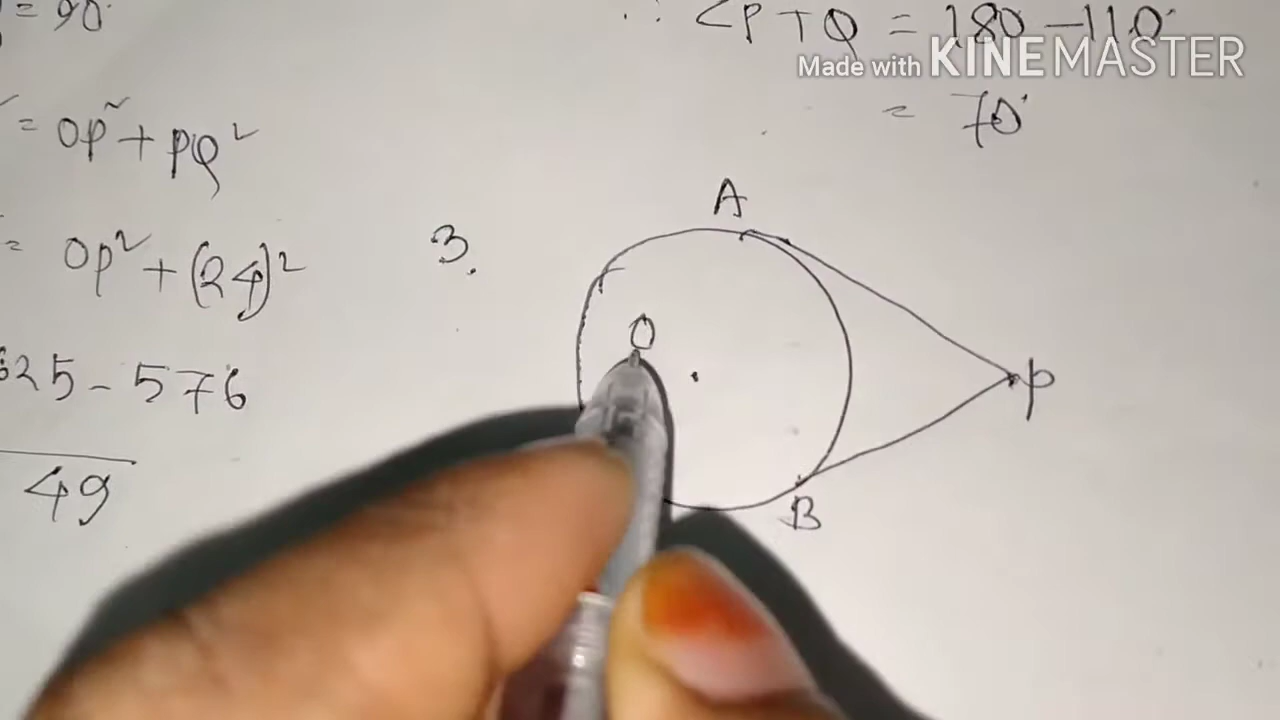 = 90°
∴ ∠PTQ = 180 - 110°
= 70°
Made with KINEMASTER
= OP² + PQ²
= OP² + (24)²
625 - 576
49
3.
A
O
P
B